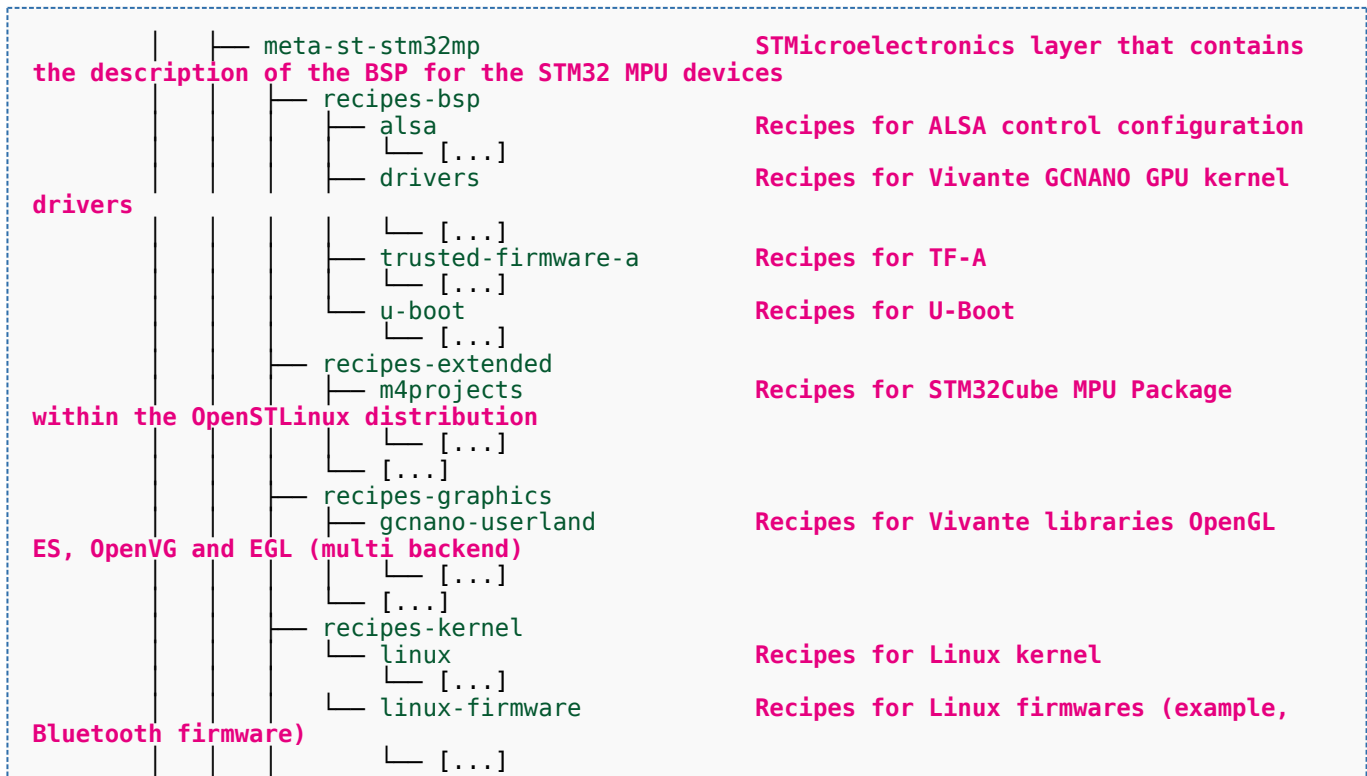 │   ├── meta-st-stm32mp                  STMicroelectronics layer that contains
the description of the BSP for the STM32 MPU devices
│   │   ├── recipes-bsp
│   │   │   ├── alsa                      Recipes for ALSA control configuration
│   │   │   │   └── [...]
│   │   │   ├── drivers                   Recipes for Vivante GCNANO GPU kernel
drivers
│   │   │   │   └── [...]
│   │   │   ├── trusted-firmware-a        Recipes for TF-A
│   │   │   │   └── [...]
│   │   │   └── u-boot                    Recipes for U-Boot
│   │   │       └── [...]
│   │   ├── recipes-extended
│   │   │   ├── m4projects                Recipes for STM32Cube MPU Package
within the OpenSTLinux distribution
│   │   │   │   └── [...]
│   │   │   └── [...]
│   │   ├── recipes-graphics
│   │   │   ├── gcnano-userland           Recipes for Vivante libraries OpenGL
ES, OpenVG and EGL (multi backend)
│   │   │   │   └── [...]
│   │   │   └── [...]
│   │   ├── recipes-kernel
│   │   │   └── linux                     Recipes for Linux kernel
│   │   │       └── [...]
│   │   │   └── linux-firmware            Recipes for Linux firmwares (example,
Bluetooth firmware)
│   │   │       └── [...]